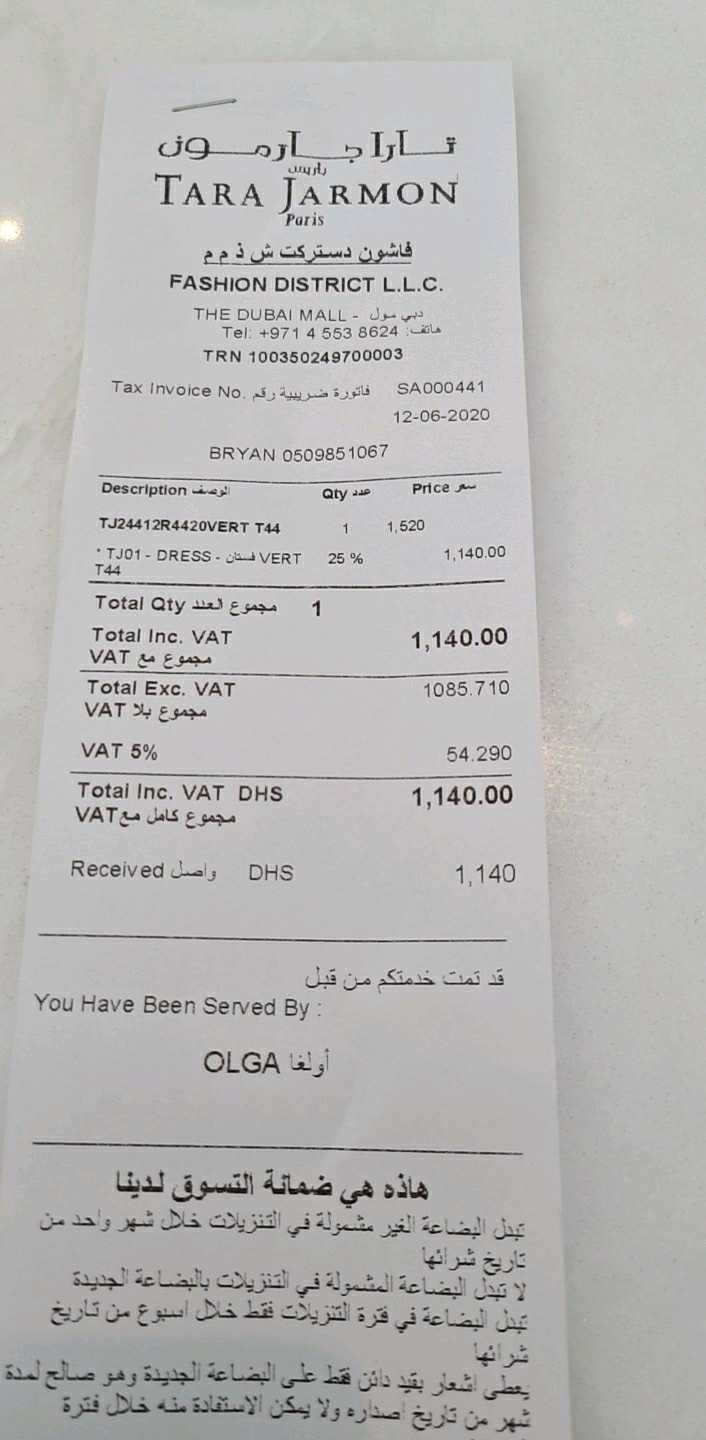 تارا جارمون
باريس
TARA JARMON
Paris
فاشون دستركت ش ذ م م
FASHION DISTRICT L.L.C.
THE DUBAI MALL - دبي مول
Tel: +971 4 553 8624 :هاتف
TRN 100350249700003
Tax Invoice No. فاتورة ضريبية رقم SA000441
12-06-2020
BRYAN 0509851067
Description الوصف Qty عدد Price سعر
TJ24412R4420VERT T44 1 1,520
* TJ01 - DRESS - فستان VERT 25 % 1,140.00
T44
Total Qty مجموع العدد 1
Total Inc. VAT 1,140.00
مجموع مع VAT
Total Exc. VAT 1085.710
مجموع بلا VAT
VAT 5% 54.290
Total Inc. VAT DHS 1,140.00
مجموع كامل مع VAT
Received واصل DHS 1,140
قد تمت خدمتكم من قبل
You Have Been Served By :
OLGA أولغا
هاذه هي ضمانة التسوق لدينا
تبدل البضاعة الغير مشمولة في التنزيلات خلال شهر واحد من
تاريخ شرائها
لا تبدل البضاعة المشمولة في التنزيلات بالبضاعة الجديدة
تبدل البضاعة في فترة التنزيلات فقط خلال اسبوع من تاريخ
شرائها
يعطى اشعار بقيد دائن فقط على البضاعة الجديدة وهو صالح لمدة
شهر من تاريخ اصداره ولا يمكن الاستفادة منه خلال فترة